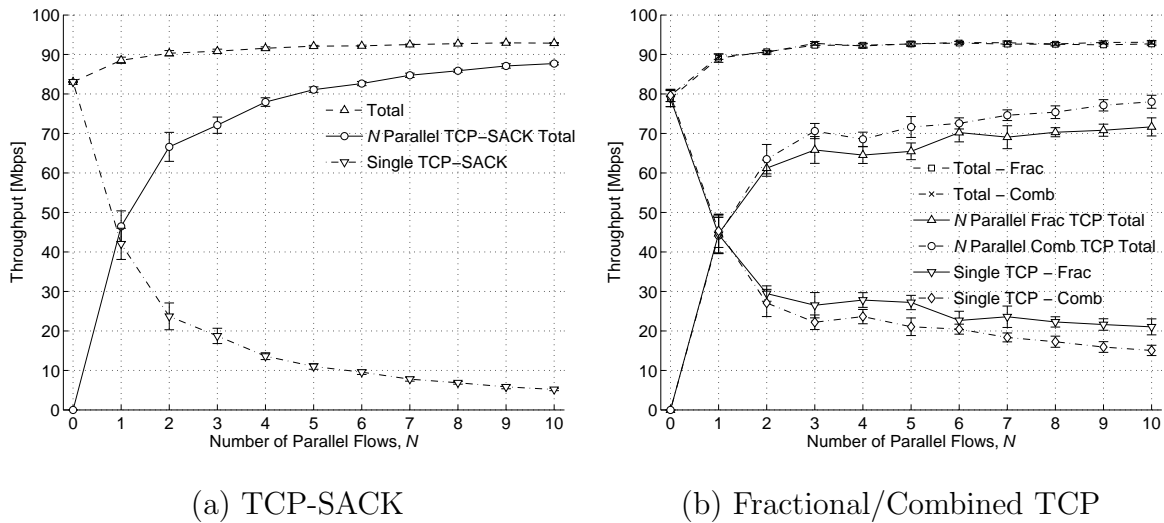 100
90
80
70
60
50
40
30
20
10
0
Throughput [Mbps]
Total
N Parallel TCP-SACK Total
Single TCP-SACK
0 1 2 3 4 5 6 7 8 9 10
Number of Parallel Flows, N
(a) TCP-SACK
100
90
80
70
60
50
40
30
20
10
0
Throughput [Mbps]
Total – Frac
Total – Comb
N Parallel Frac TCP Total
N Parallel Comb TCP Total
Single TCP – Frac
Single TCP – Comb
0 1 2 3 4 5 6 7 8 9 10
Number of Parallel Flows, N
(b) Fractional/Combined TCP